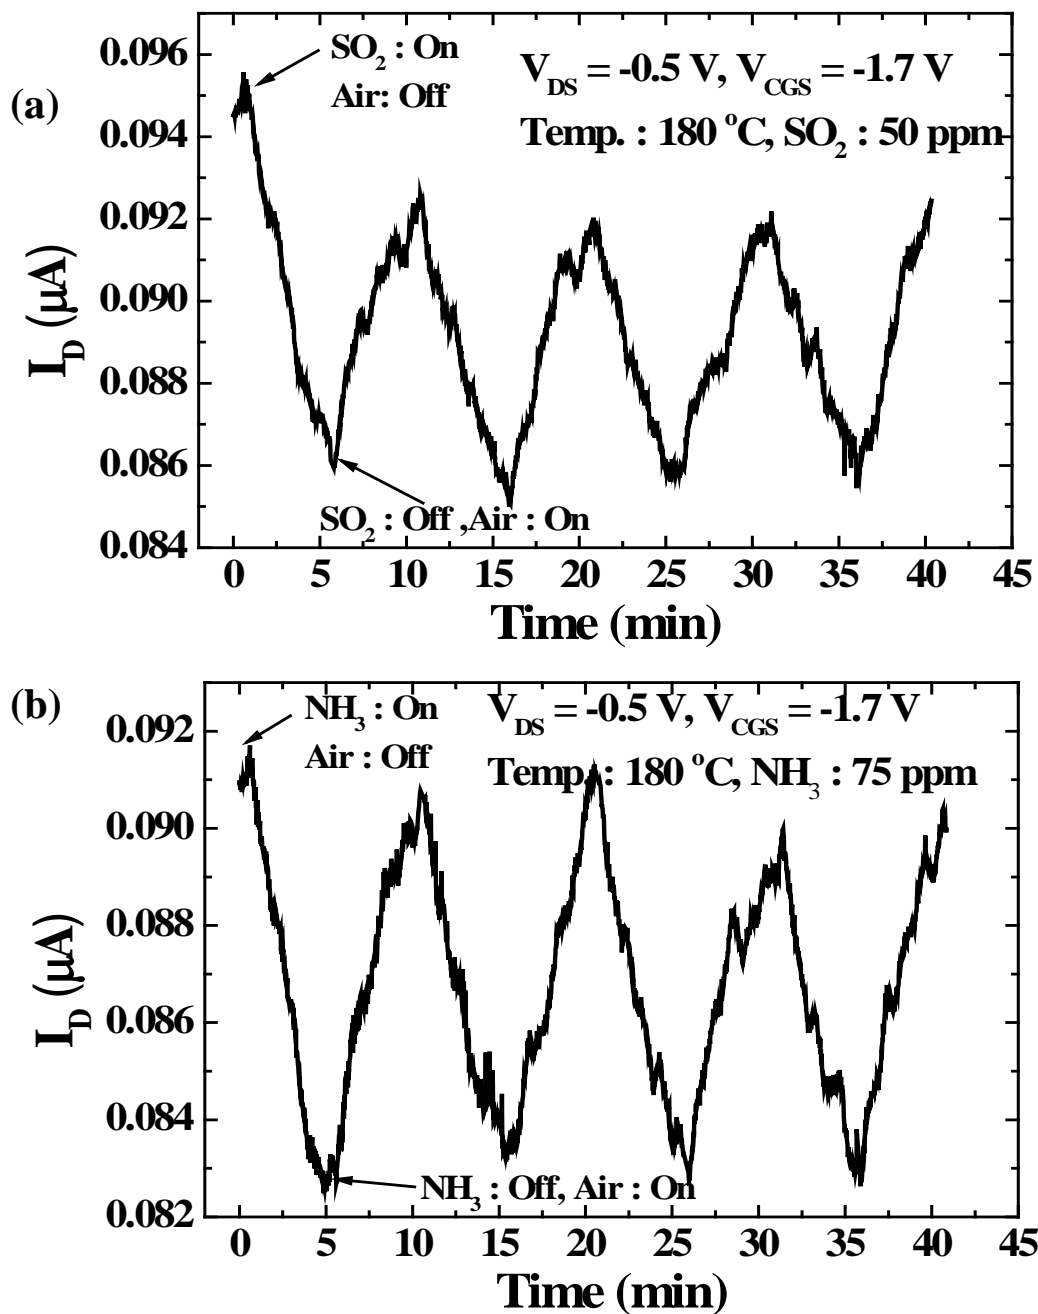 (a)
SO2 : On
Air: Off
VDS = -0.5 V, VCGS = -1.7 V
Temp. : 180 °C, SO2 : 50 ppm
0.096
0.094
0.092
0.090
0.088
0.086
0.084
ID (μA)
SO2 : Off ,Air : On
0 5 10 15 20 25 30 35 40 45
Time (min)
(b)
NH3 : On
Air : Off
VDS = -0.5 V, VCGS = -1.7 V
Temp. : 180 °C, NH3 : 75 ppm
0.092
0.090
0.088
0.086
0.084
0.082
ID (μA)
NH3 : Off, Air : On
0 5 10 15 20 25 30 35 40 45
Time (min)